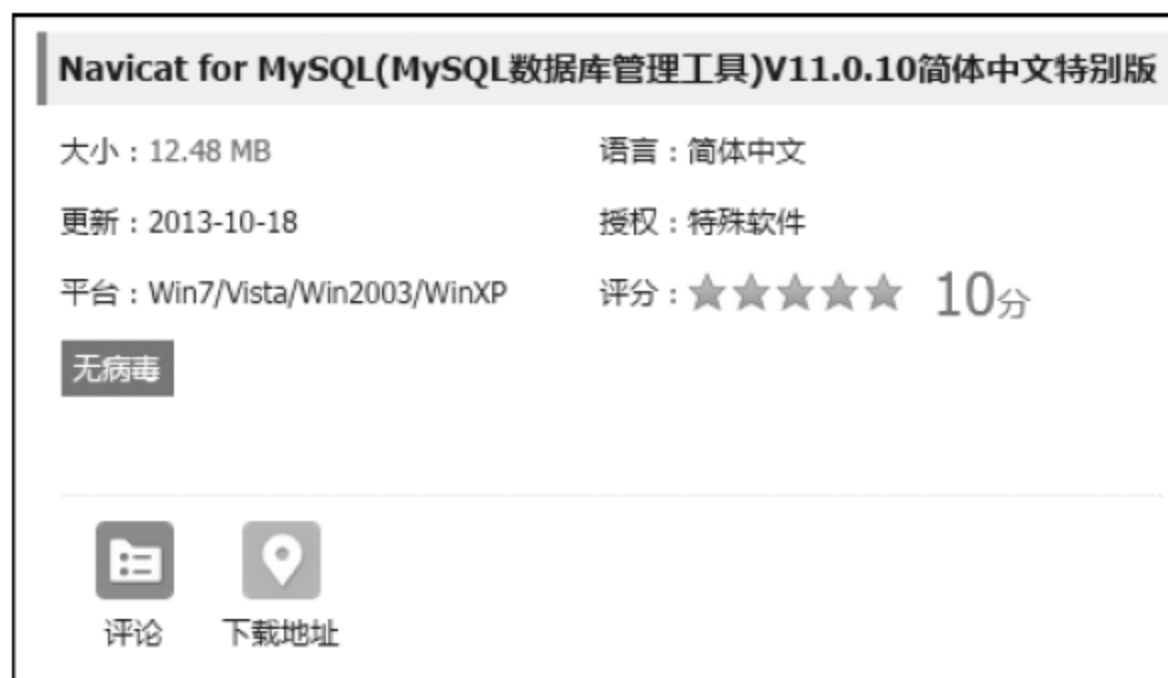 Navicat for MySQL(MySQL数据库管理工具)V11.0.10简体中文特别版
大小：12.48 MB 语言：简体中文
更新：2013-10-18 授权：特殊软件
平台：Win7/Vista/Win2003/WinXP 评分： 10分
无病毒
评论 下载地址